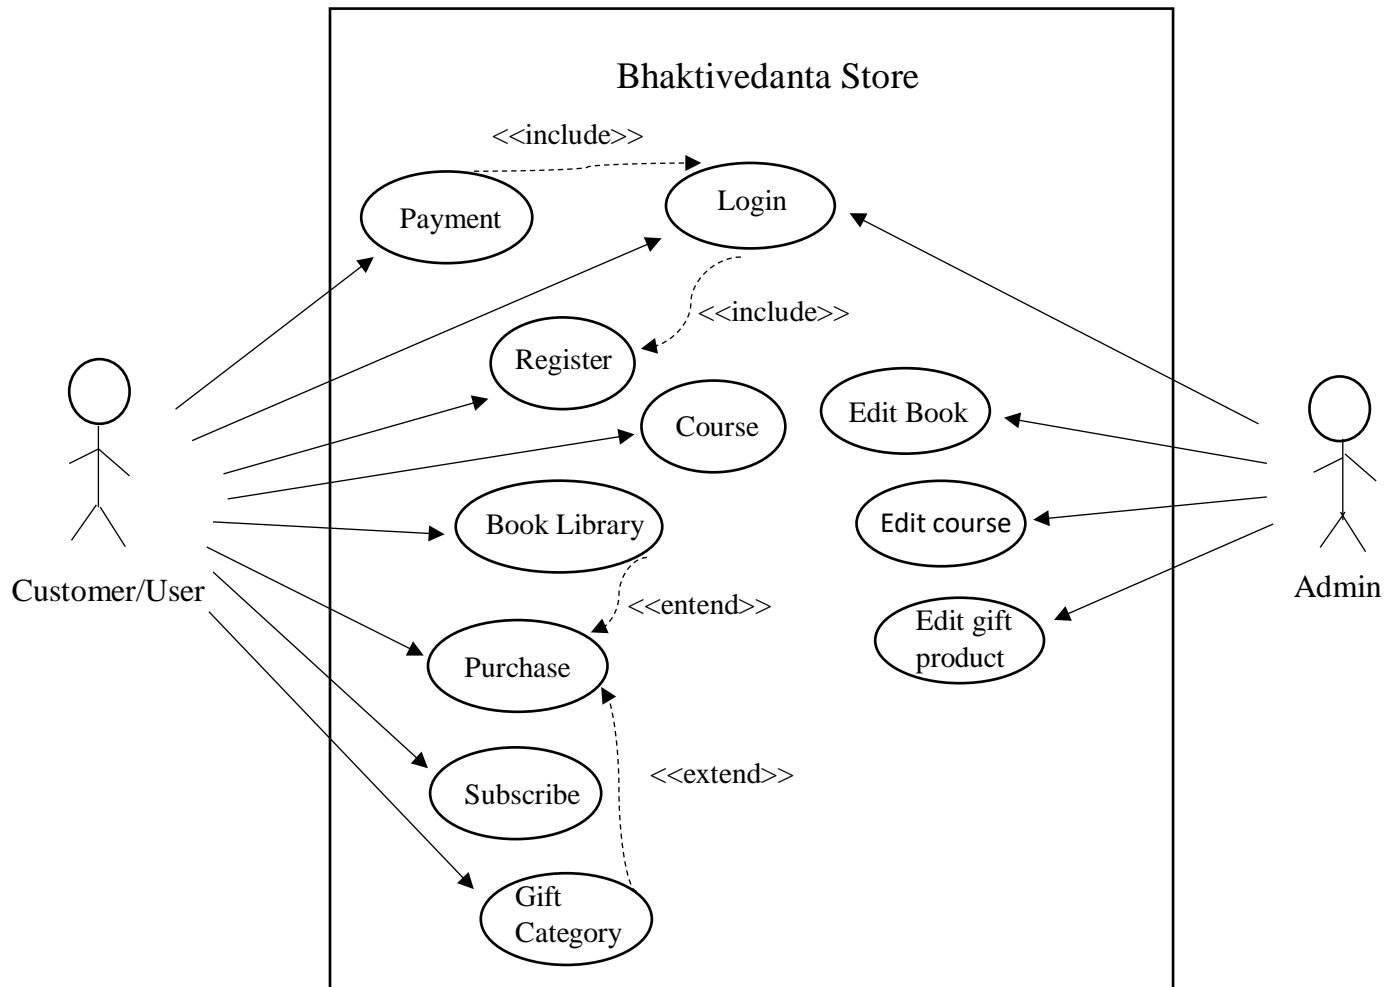 Bhaktivedanta Store
<<include>>
Payment
Login
<<include>>
Register
Course
Edit Book
Book Library
Edit course
Customer/User
Admin
<<entend>>
Edit gift
product
Purchase
<<extend>>
Subscribe
Gift
Category